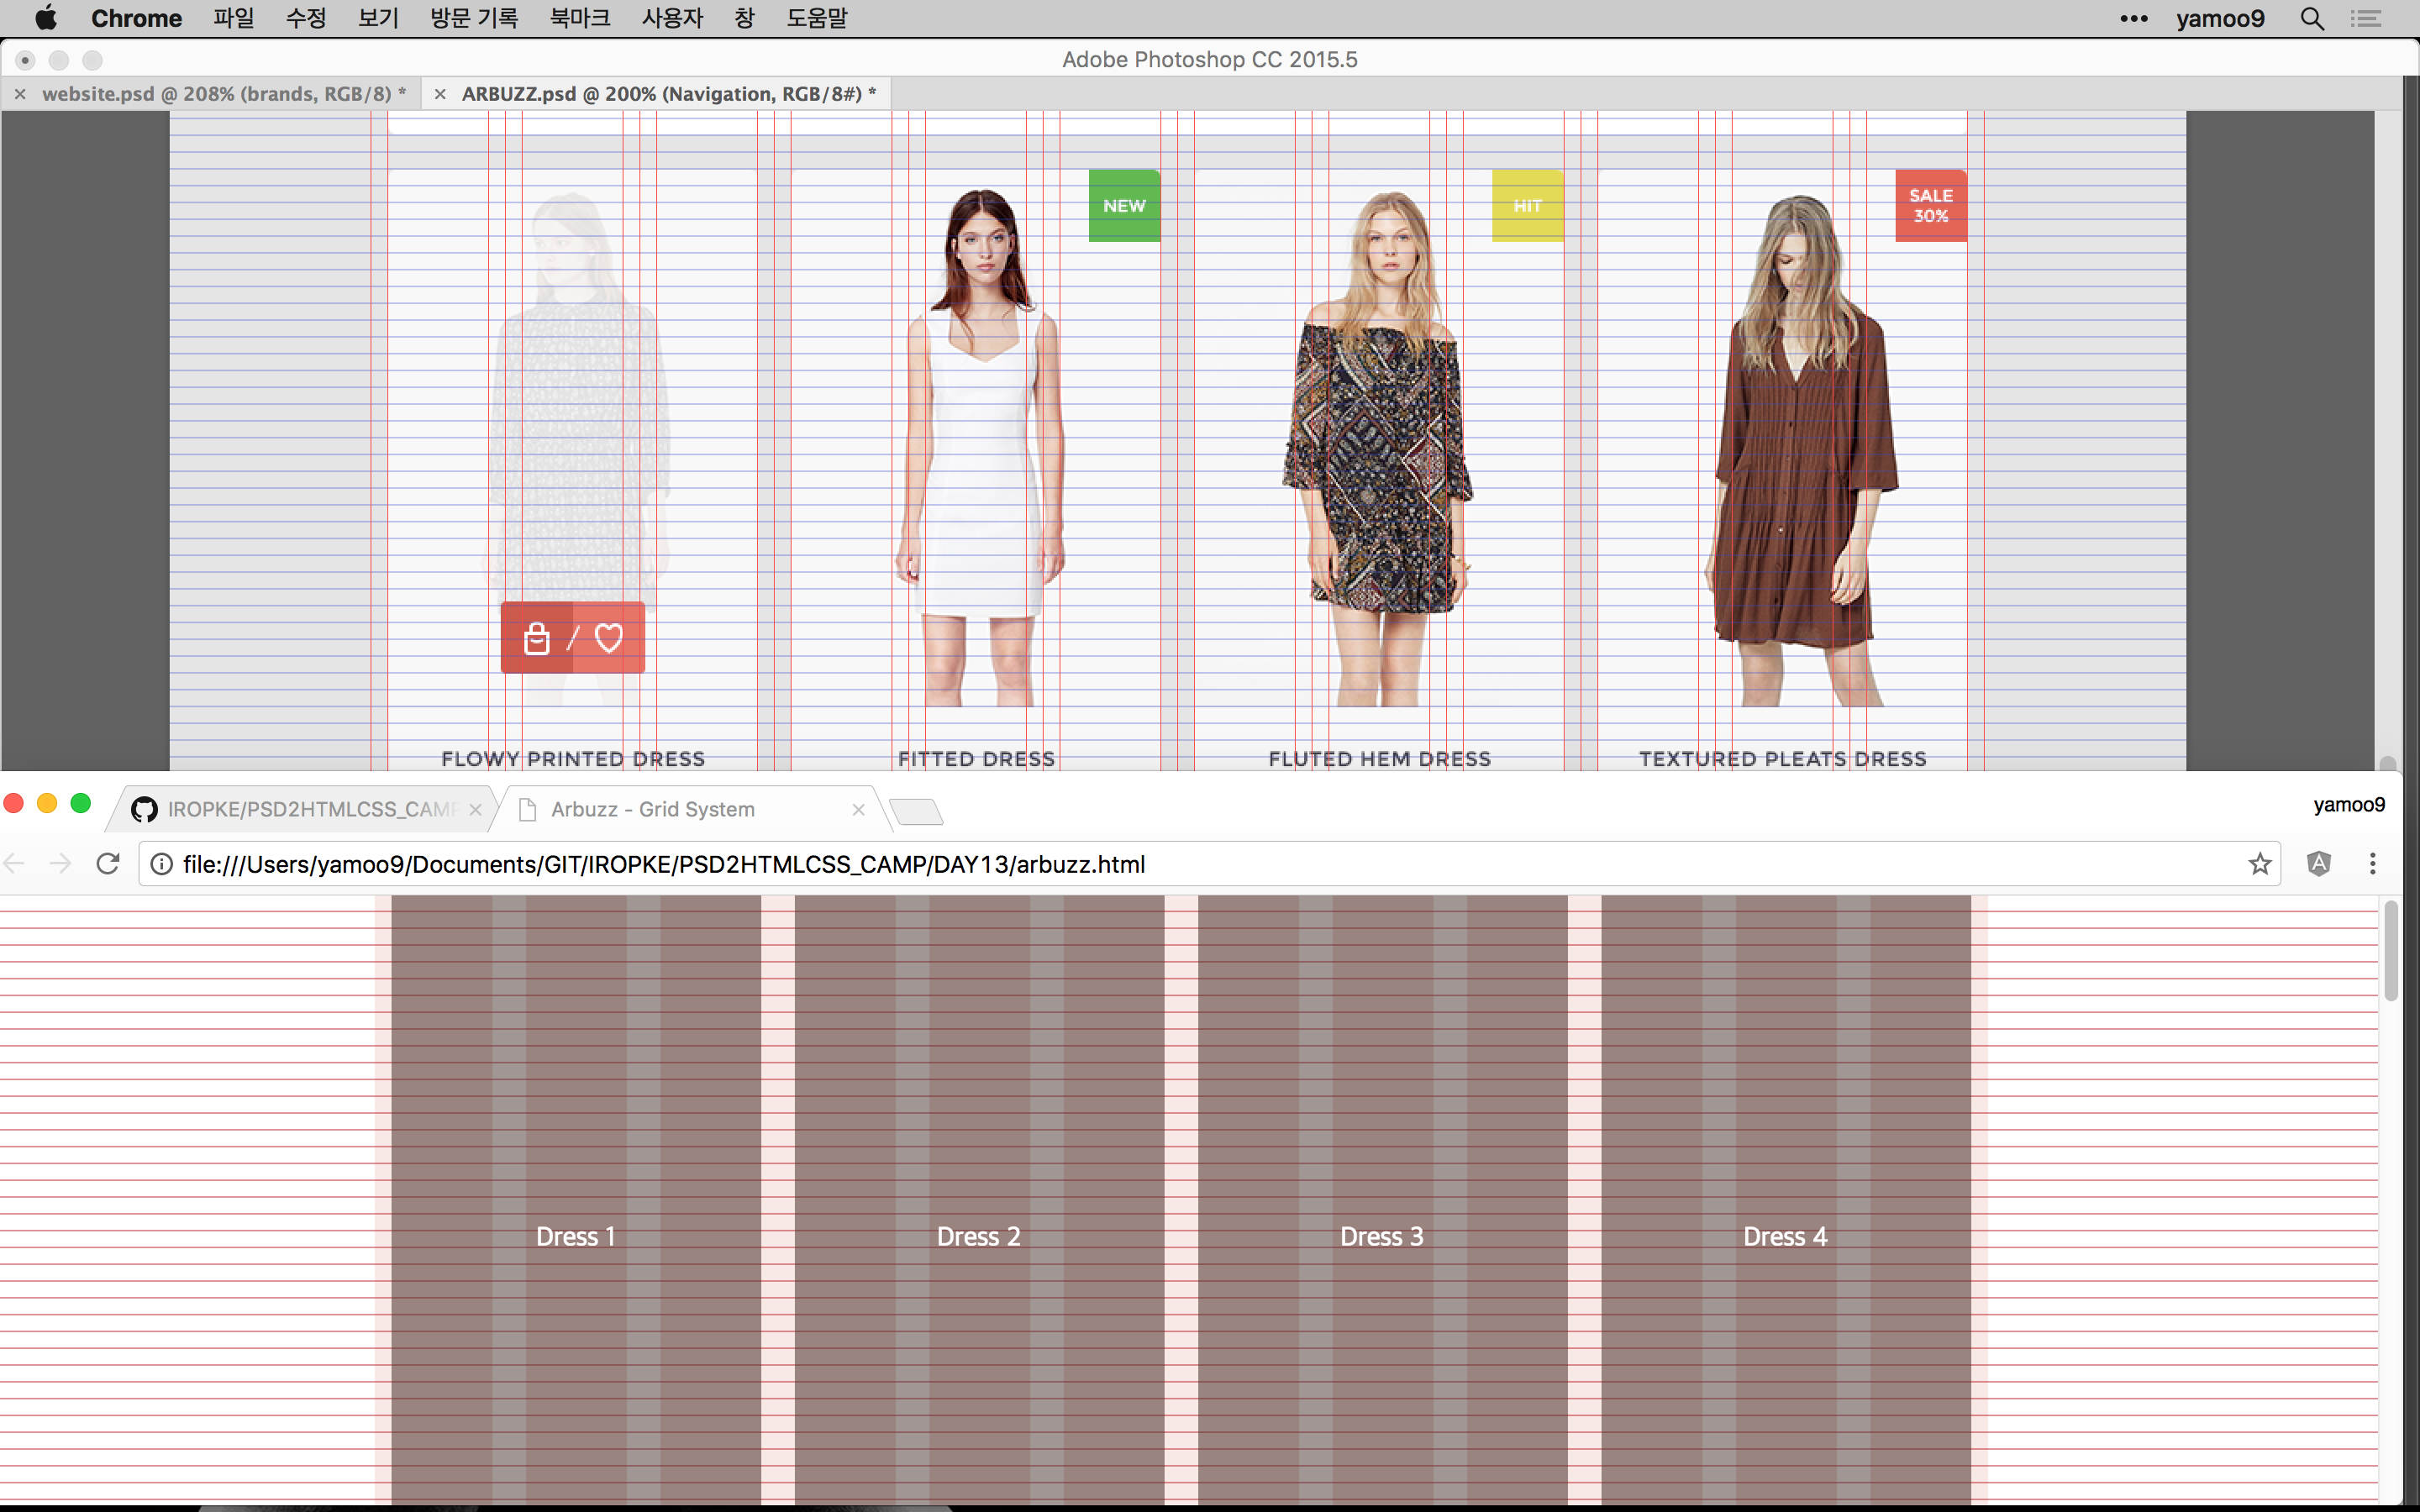 Chrome 파일 수정 보기 방문 기록 북마크 사용자 창 도움말 yamoo9
Adobe Photoshop CC 2015.5
website.psd @ 208% (brands, RGB/8) * ARBUZZ.psd @ 200% (Navigation, RGB/8#) *
NEW
HIT
SALE
30%
FLOWY PRINTED DRESS FITTED DRESS FLUTED HEM DRESS TEXTURED PLEATS DRESS
IROPKE/PSD2HTMLCSS_CAMP Arbuzz - Grid System yamoo9
file:///Users/yamoo9/Documents/GIT/IROPKE/PSD2HTMLCSS_CAMP/DAY13/arbuzz.html
Dress 1 Dress 2 Dress 3 Dress 4